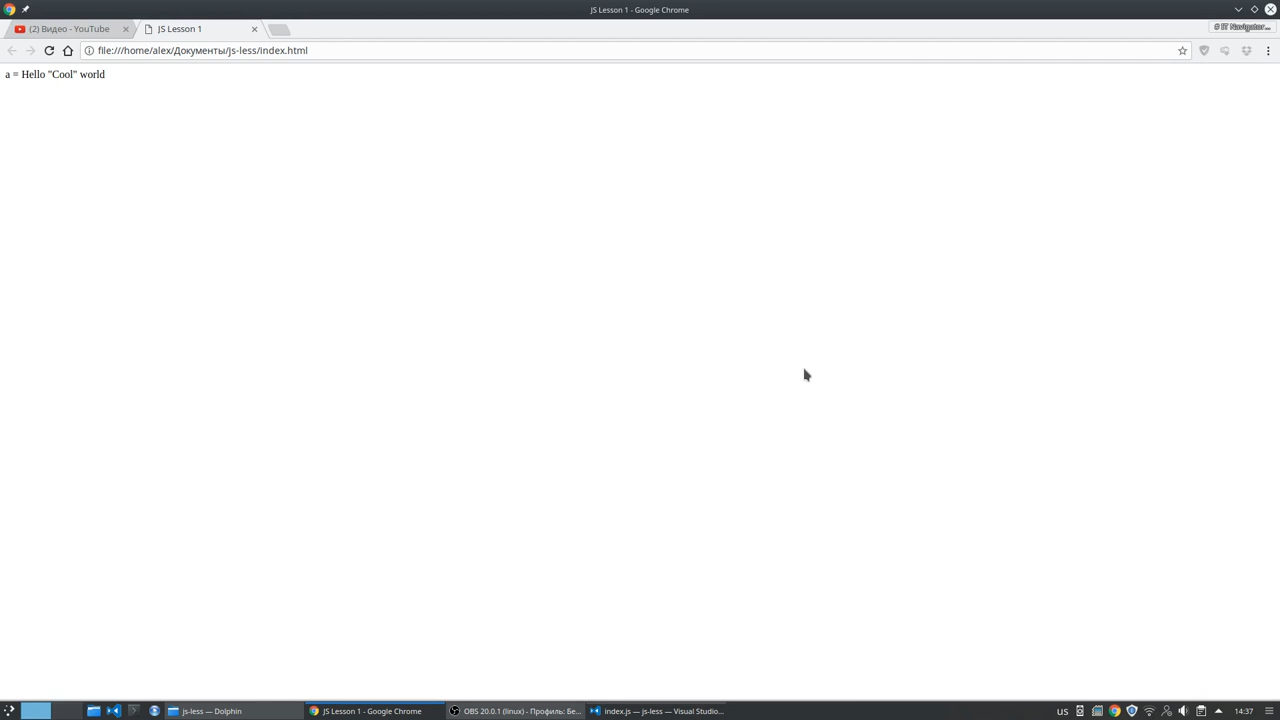 JS Lesson 1 - Google Chrome
(2) Видео - YouTube
JS Lesson 1
# IT Navigator...
file:///home/alex/Документы/js-less/index.html
a = Hello "Cool" world
js-less — Dolphin
JS Lesson 1 - Google Chrome
OBS 20.0.1 (linux) - Профиль: Бе...
index.js — js-less — Visual Studio...
US
14:37